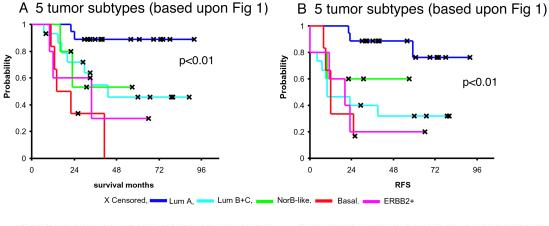 A 5 tumor subtypes (based upon Fig 1)
Probability
1
0.8
0.6
0.4
0.2
0
p<0.01
0 24 48 72 96
survival months
B 5 tumor subtypes (based upon Fig 1)
Probability
1
0.8
0.6
0.4
0.2
0
p<0.01
0 24 48 72 96
RFS
X Censored, Lum A, Lum B+C, NorB-like, Basal. ERBB2+